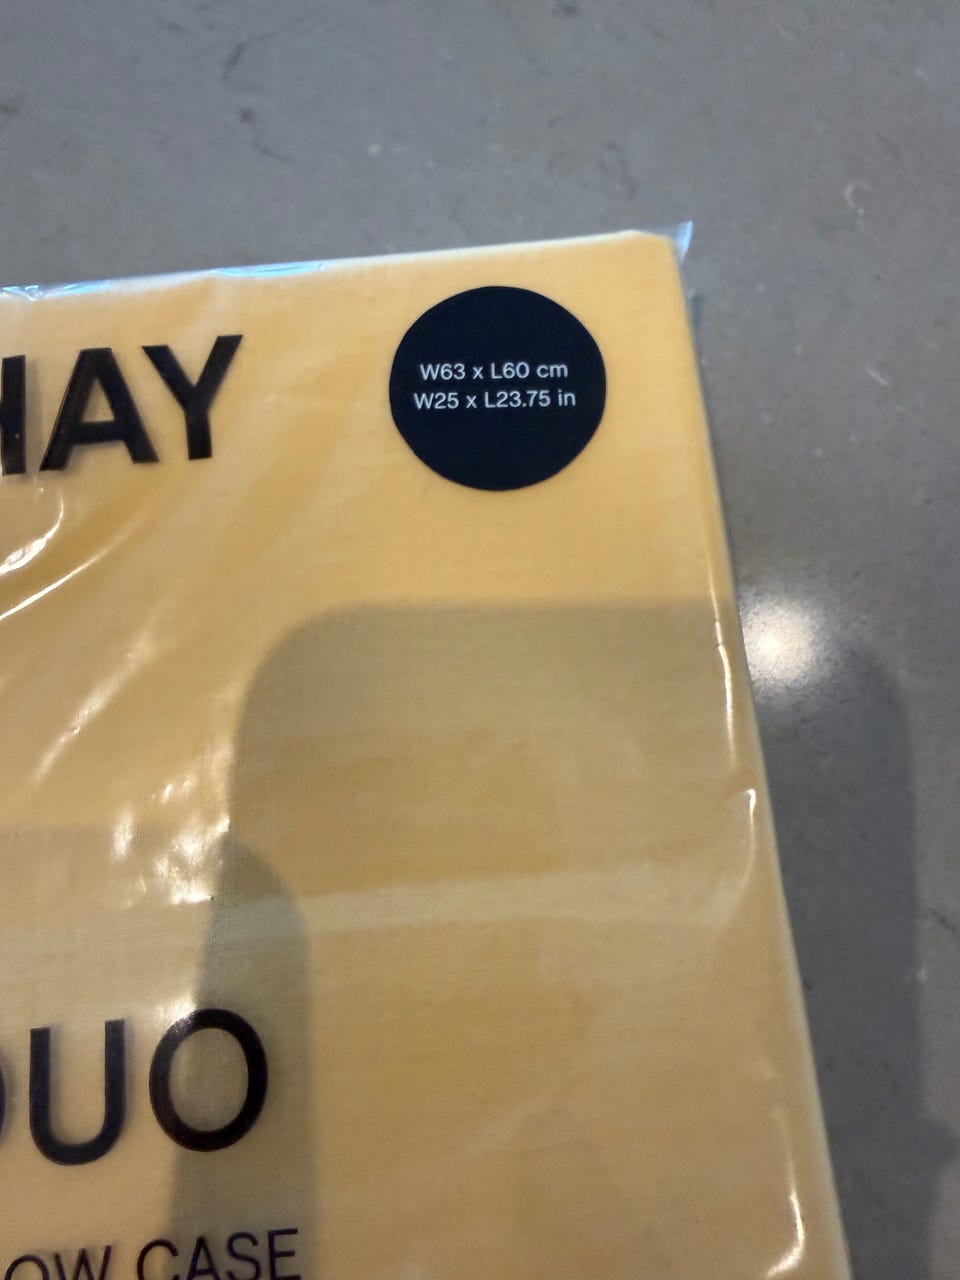 HAY
W63 x L60 cm
W25 x L23.75 in
DUO
OW CASE